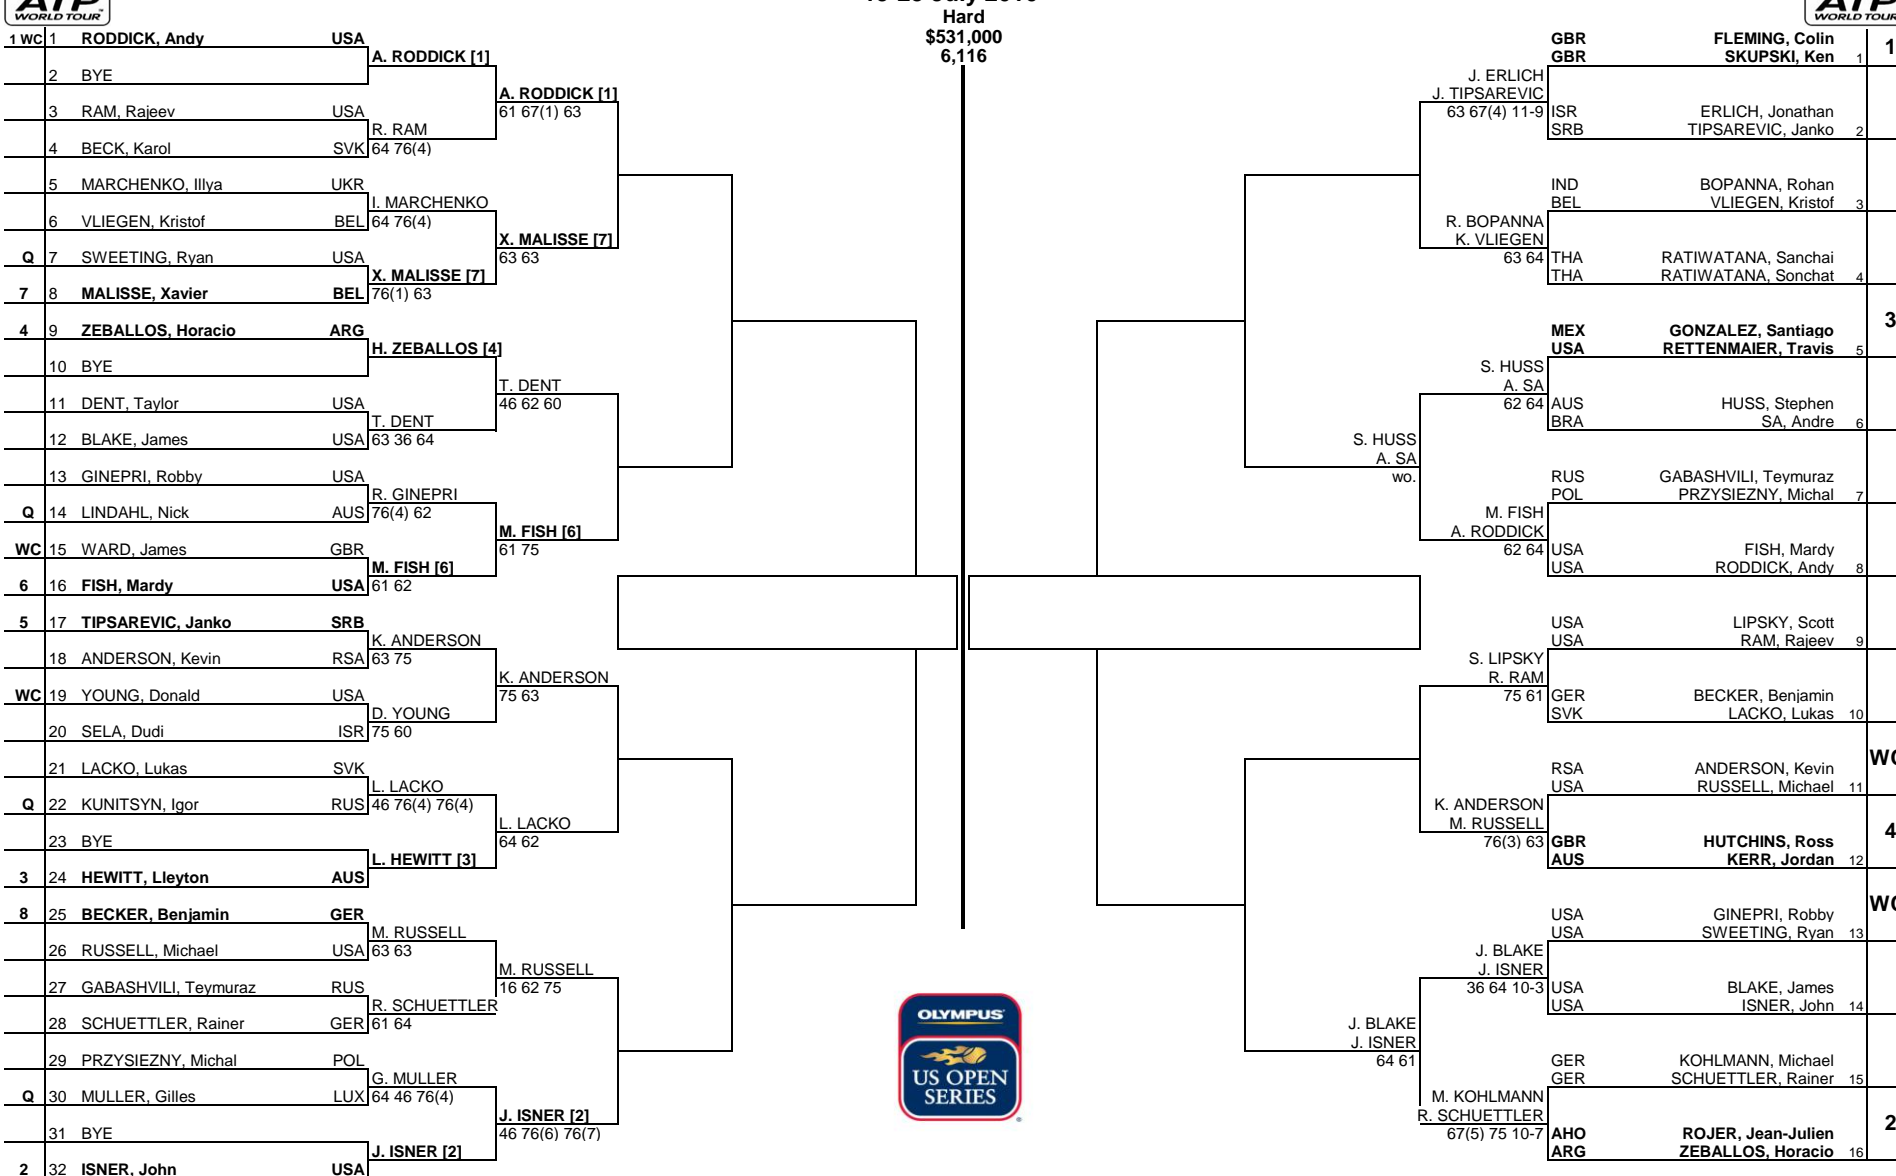 ATP
WORLD TOUR
Hard
$531,000
6,116
ATP
WORLD TOUR
1 WC 1 RODDICK, Andy USA
A. RODDICK [1]
2 BYE
A. RODDICK [1]
3 RAM, Rajeev USA 61 67(1) 63
R. RAM
4 BECK, Karol SVK 64 76(4)
5 MARCHENKO, Illya UKR
I. MARCHENKO
6 VLIEGEN, Kristof BEL 64 76(4)
X. MALISSE [7]
Q 7 SWEETING, Ryan USA 63 63
X. MALISSE [7]
7 8 MALISSE, Xavier BEL 76(1) 63
4 9 ZEBALLOS, Horacio ARG
H. ZEBALLOS [4]
10 BYE
T. DENT
11 DENT, Taylor USA 46 62 60
T. DENT
12 BLAKE, James USA 63 36 64
13 GINEPRI, Robby USA
R. GINEPRI
Q 14 LINDAHL, Nick AUS 76(4) 62
M. FISH [6]
WC 15 WARD, James GBR 61 75
M. FISH [6]
6 16 FISH, Mardy USA 61 62
5 17 TIPSAREVIC, Janko SRB
K. ANDERSON
18 ANDERSON, Kevin RSA 63 75
K. ANDERSON
WC 19 YOUNG, Donald USA 75 63
D. YOUNG
20 SELA, Dudi ISR 75 60
21 LACKO, Lukas SVK
L. LACKO
Q 22 KUNITSYN, Igor RUS 46 76(4) 76(4)
L. LACKO
23 BYE 64 62
L. HEWITT [3]
3 24 HEWITT, Lleyton AUS
8 25 BECKER, Benjamin GER
M. RUSSELL
26 RUSSELL, Michael USA 63 63
M. RUSSELL
27 GABASHVILI, Teymuraz RUS 16 62 75
R. SCHUETTLER
28 SCHUETTLER, Rainer GER 61 64
29 PRZYSIEZNY, Michal POL
G. MULLER
Q 30 MULLER, Gilles LUX 64 46 76(4)
J. ISNER [2]
31 BYE 46 76(6) 76(7)
J. ISNER [2]
2 32 ISNER, John USA
OLYMPUS
US OPEN
SERIES
GBR FLEMING, Colin
GBR SKUPSKI, Ken 1
J. ERLICH
J. TIPSAREVIC
63 67(4) 11-9 ISR ERLICH, Jonathan
SRB TIPSAREVIC, Janko 2
IND BOPANNA, Rohan
BEL VLIEGEN, Kristof 3
R. BOPANNA
K. VLIEGEN
63 64 THA RATIWATANA, Sanchai
THA RATIWATANA, Sonchat 4
3
MEX GONZALEZ, Santiago
USA RETTENMAIER, Travis 5
S. HUSS
A. SA
62 64 AUS HUSS, Stephen
BRA SA, Andre 6
S. HUSS
A. SA
wo.
RUS GABASHVILI, Teymuraz
POL PRZYSIEZNY, Michal 7
M. FISH
A. RODDICK
62 64 USA FISH, Mardy
USA RODDICK, Andy 8
USA LIPSKY, Scott
USA RAM, Rajeev 9
S. LIPSKY
R. RAM
75 61 GER BECKER, Benjamin
SVK LACKO, Lukas 10
RSA ANDERSON, Kevin
USA RUSSELL, Michael 11
K. ANDERSON
M. RUSSELL 4
76(3) 63 GBR HUTCHINS, Ross
AUS KERR, Jordan 12
USA GINEPRI, Robby
USA SWEETING, Ryan 13
J. BLAKE
J. ISNER
36 64 10-3 USA BLAKE, James
USA ISNER, John 14
J. BLAKE
J. ISNER
64 61
GER KOHLMANN, Michael
GER SCHUETTLER, Rainer 15
M. KOHLMANN
R. SCHUETTLER 2
67(5) 75 10-7 AHO ROJER, Jean-Julien
ARG ZEBALLOS, Horacio 16